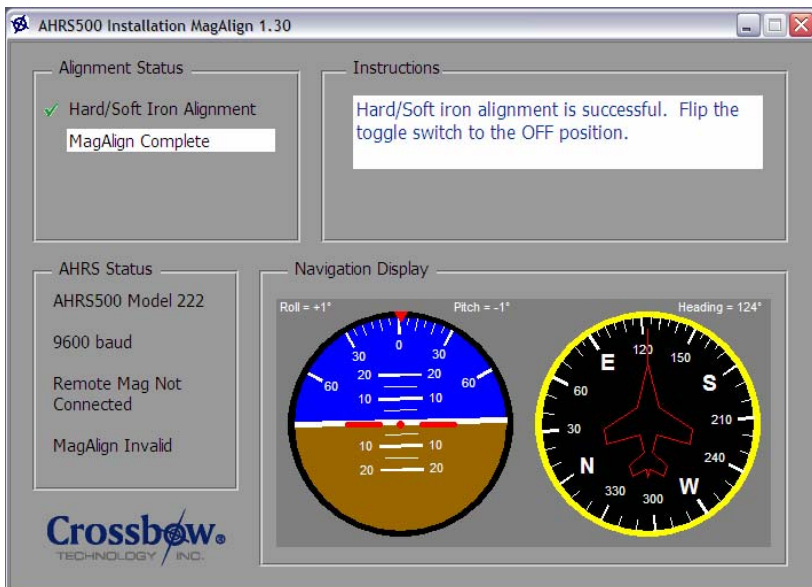 AHRS500 Installation MagAlign 1.30
Alignment Status
Hard/Soft Iron Alignment
MagAlign Complete
Instructions
Hard/Soft iron alignment is successful. Flip the
toggle switch to the OFF position.
AHRS Status
AHRS500 Model 222
9600 baud
Remote Mag Not
Connected
MagAlign Invalid
Navigation Display
Roll = +1°
Pitch = -1°
Heading = 124°
60
30
0
30
60
20
20
10
10
10
10
20
20
N
30
60
E
120
150
S
210
240
W
300
330
Crossbow®
TECHNOLOGY INC.